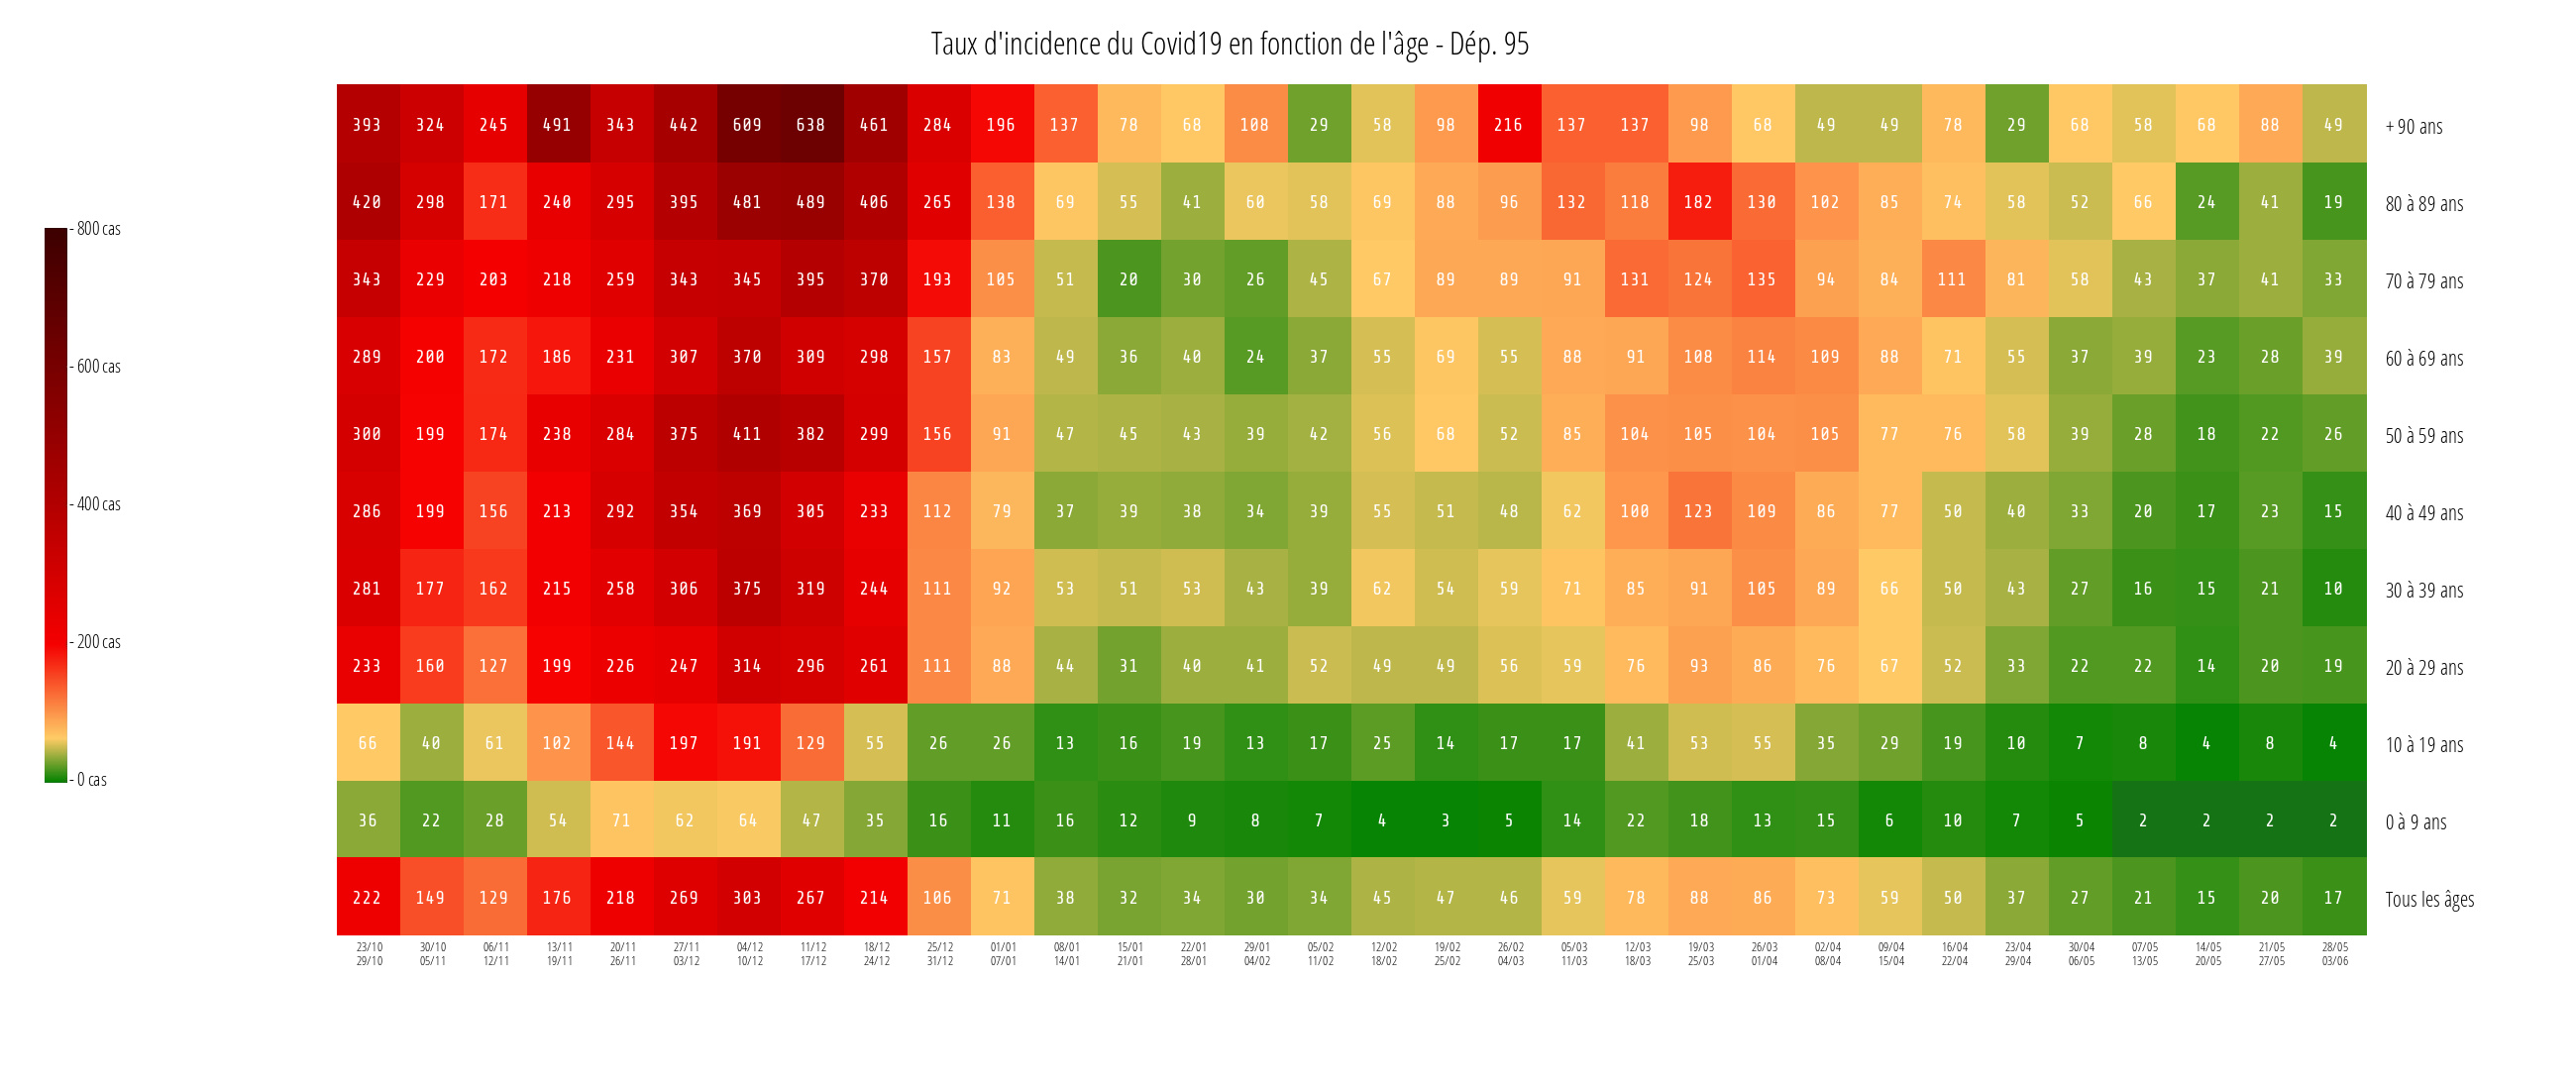 Taux d'incidence du Covid19 en fonction de l'âge - Dép. 95
- 800 cas
- 600 cas
- 400 cas
- 200 cas
- 0 cas
393 324 245 491 343 442 609 638 461 284 196 137 78 68 108 29 58 98 216 137 137 98 68 49 49 78 29 68 58 68 88 49 + 90 ans
420 298 171 240 295 395 481 489 406 265 138 69 55 41 60 58 69 88 96 132 118 182 130 102 85 74 58 52 66 24 41 19 80 à 89 ans
343 229 203 218 259 343 345 395 370 193 105 51 20 30 26 45 67 89 89 91 131 124 135 94 84 111 81 58 43 37 41 33 70 à 79 ans
289 200 172 186 231 307 370 309 298 157 83 49 36 40 24 37 55 69 55 88 91 108 114 109 88 71 55 37 39 23 28 39 60 à 69 ans
300 199 174 238 284 375 411 382 299 156 91 47 45 43 39 42 56 68 52 85 104 105 104 105 77 76 58 39 28 18 22 26 50 à 59 ans
286 199 156 213 292 354 369 305 233 112 79 37 39 38 34 39 55 51 48 62 100 123 109 86 77 50 40 33 20 17 23 15 40 à 49 ans
281 177 162 215 258 306 375 319 244 111 92 53 51 53 43 39 62 54 59 71 85 91 105 89 66 50 43 27 16 15 21 10 30 à 39 ans
233 160 127 199 226 247 314 296 261 111 88 44 31 40 41 52 49 49 56 59 76 93 86 76 67 52 33 22 22 14 20 19 20 à 29 ans
66 40 61 102 144 197 191 129 55 26 26 13 16 19 13 17 25 14 17 17 41 53 55 35 29 19 10 7 8 4 8 4 10 à 19 ans
36 22 28 54 71 62 64 47 35 16 11 16 12 9 8 7 4 3 5 14 22 18 13 15 6 10 7 5 2 2 2 2 0 à 9 ans
222 149 129 176 218 269 303 267 214 106 71 38 32 34 30 34 45 47 46 59 78 88 86 73 59 50 37 27 21 15 20 17 Tous les âges
23/10 30/10 06/11 13/11 20/11 27/11 04/12 11/12 18/12 25/12 01/01 08/01 15/01 22/01 29/01 05/02 12/02 19/02 26/02 05/03 12/03 19/03 26/03 02/04 09/04 16/04 23/04 30/04 07/05 14/05 21/05 28/05
29/10 05/11 12/11 19/11 26/11 03/12 10/12 17/12 24/12 31/12 07/01 14/01 21/01 28/01 04/02 11/02 18/02 25/02 04/03 11/03 18/03 25/03 01/04 08/04 15/04 22/04 29/04 06/05 13/05 20/05 27/05 03/06